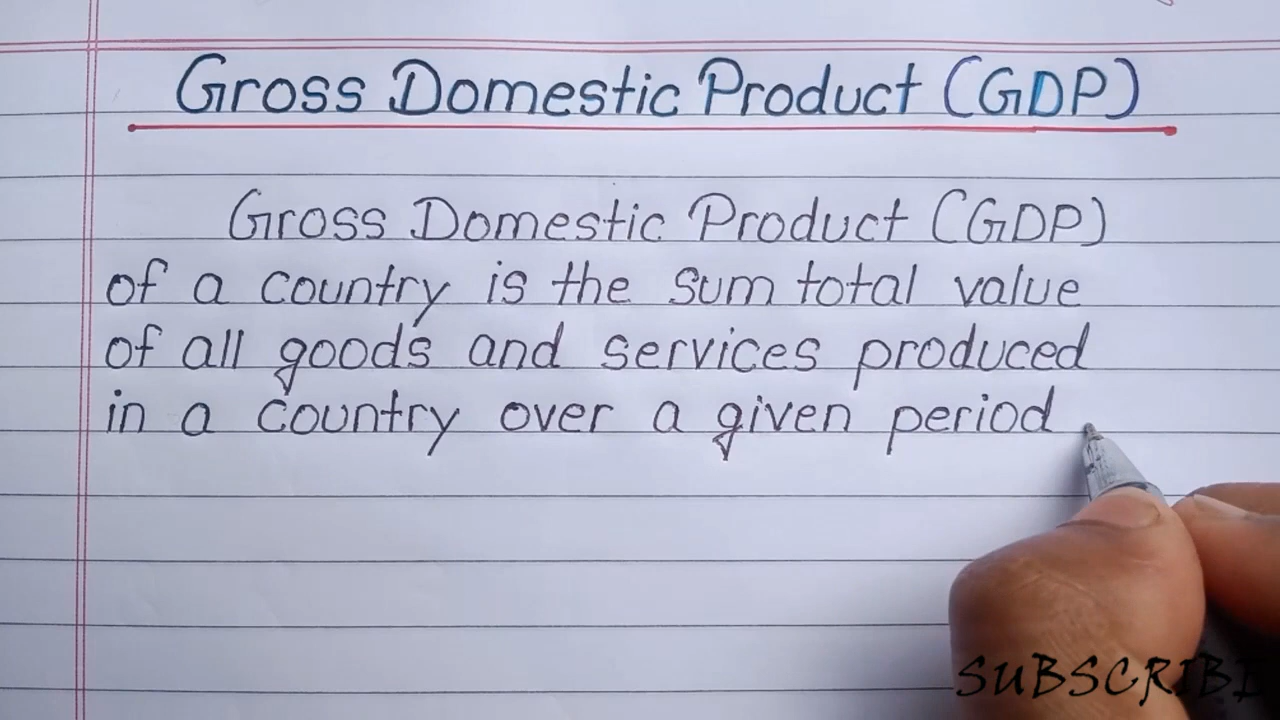 Gross Domestic Product (GDP)
Gross Domestic Product (GDP)
of a country is the sum total value
of all goods and services produced
in a country over a given period
SUBSCRIBE